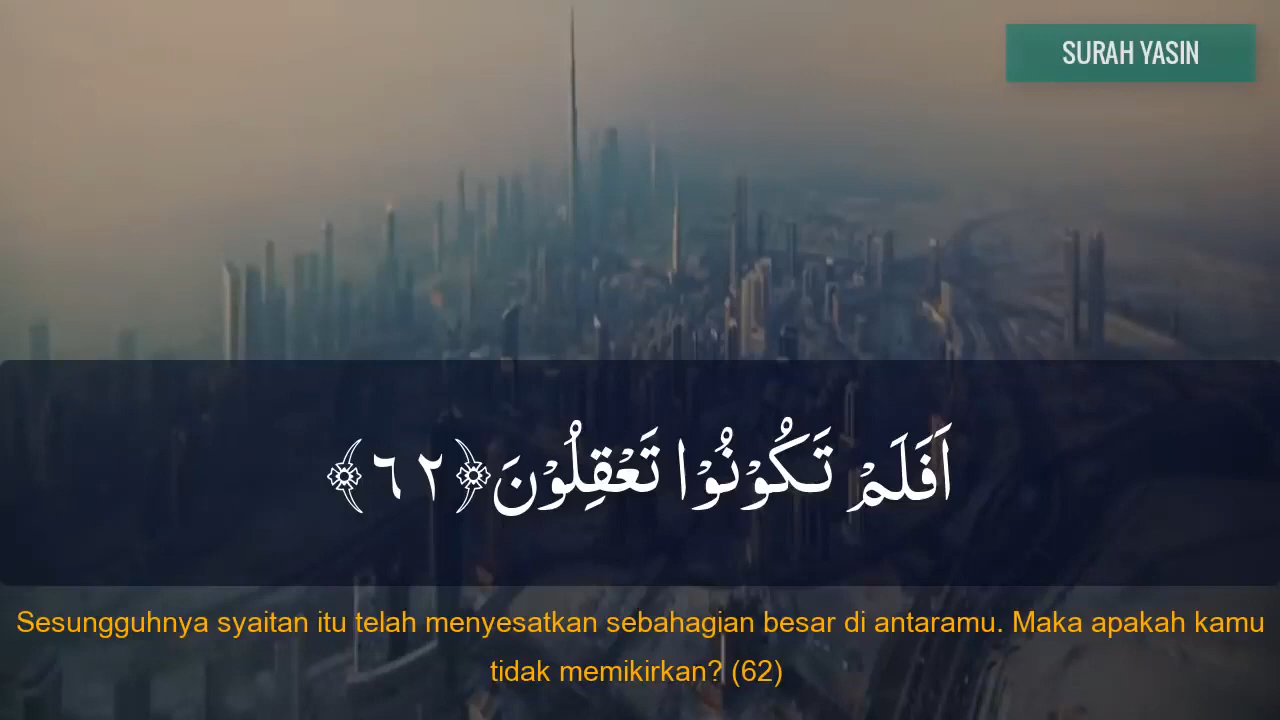 SURAH YASIN
اَفَلَمْ تَكُوْنُوْا تَعْقِلُوْنَ﴿٦٢﴾
Sesungguhnya syaitan itu telah menyesatkan sebahagian besar di antaramu. Maka apakah kamu
tidak memikirkan? (62)